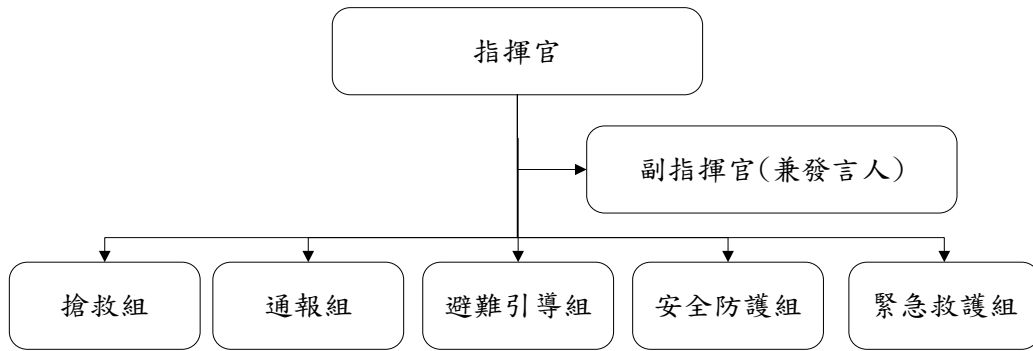 指揮官
副指揮官(兼發言人)
搶救組
通報組
避難引導組
安全防護組
緊急救護組